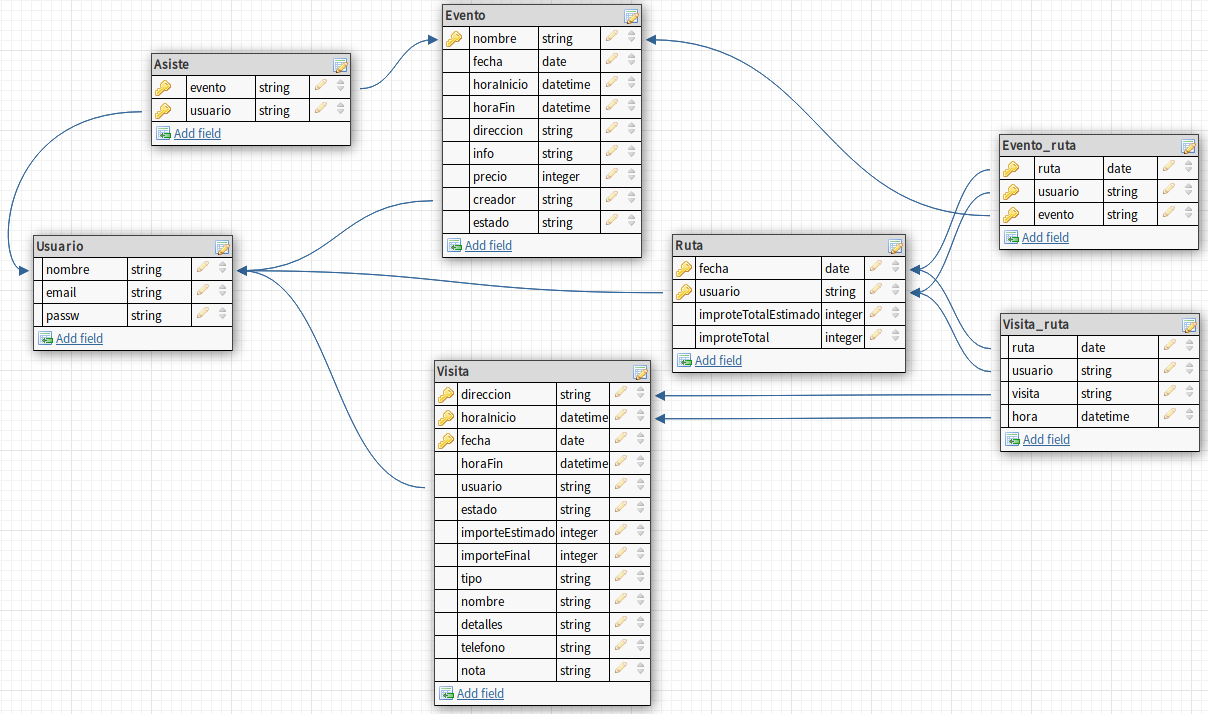 Evento
nombre string
fecha date
horaInicio datetime
horaFin datetime
direccion string
info string
precio integer
creador string
estado string
Add field
Asiste
evento string
usuario string
Add field
Evento_ruta
ruta date
usuario string
evento string
Add field
Usuario
nombre string
email string
passw string
Add field
Ruta
fecha date
usuario string
improteTotalEstimado integer
improteTotal integer
Add field
Visita_ruta
ruta date
usuario string
visita string
hora datetime
Add field
Visita
direccion string
horaInicio datetime
fecha date
horaFin datetime
usuario string
estado string
importeEstimado integer
importeFinal integer
tipo string
nombre string
detalles string
telefono string
nota string
Add field